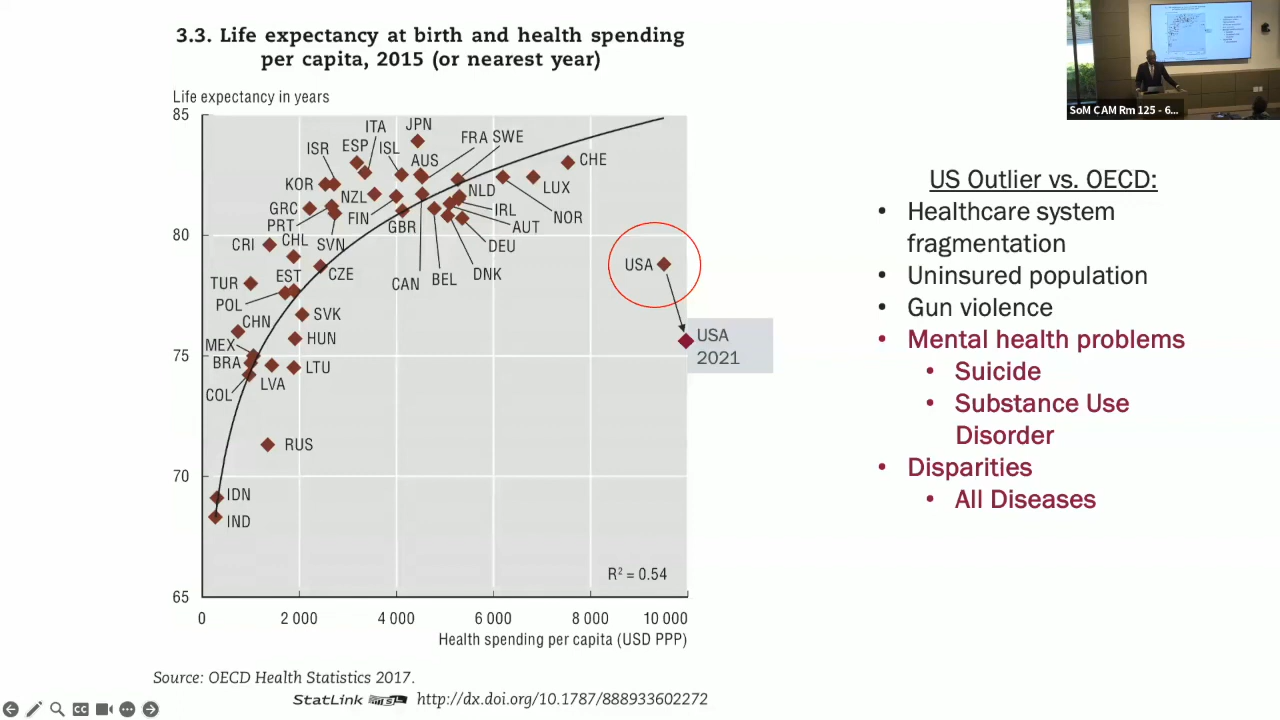 3.3. Life expectancy at birth and health spending
per capita, 2015 (or nearest year)
Life expectancy in years
85
80
75
70
65
0
2 000
4 000
6 000
8 000
10 000
Health spending per capita (USD PPP)
JPN
ITA
FRA SWE
ESP
ISL
ISR
AUS
CHE
KOR
NZL
NLD
LUX
GRC
IRL
NOR
PRT
FIN
GBR
AUT
CRI
CHL
SVN
DEU
USA
EST
CZE
CAN
BEL
DNK
TUR
POL
SVK
CHN
USA
2021
HUN
MEX
BRA
LTU
LVA
COL
RUS
IDN
IND
R² = 0.54
Source: OECD Health Statistics 2017.
StatLink http://dx.doi.org/10.1787/888933602272
SoM CAM Rm 125 - 6...
US Outlier vs. OECD:
• Healthcare system
fragmentation
• Uninsured population
• Gun violence
• Mental health problems
• Suicide
• Substance Use
Disorder
• Disparities
• All Diseases
CC